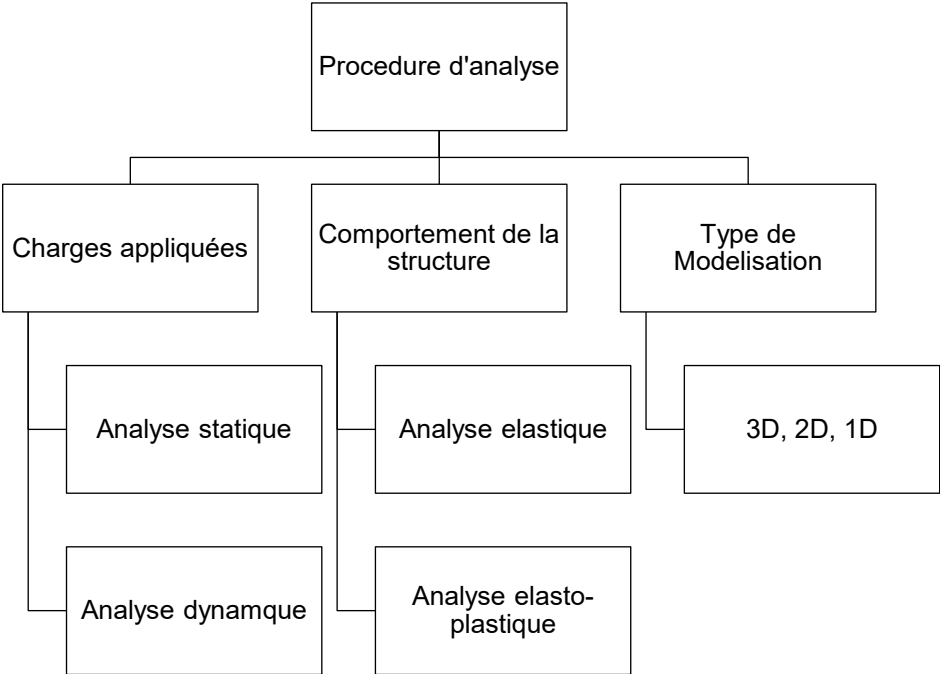 Procedure d'analyse
Charges appliquées
Comportement de la
structure
Type de
Modelisation
Analyse statique
Analyse elastique
3D, 2D, 1D
Analyse dynamque
Analyse elasto-
plastique